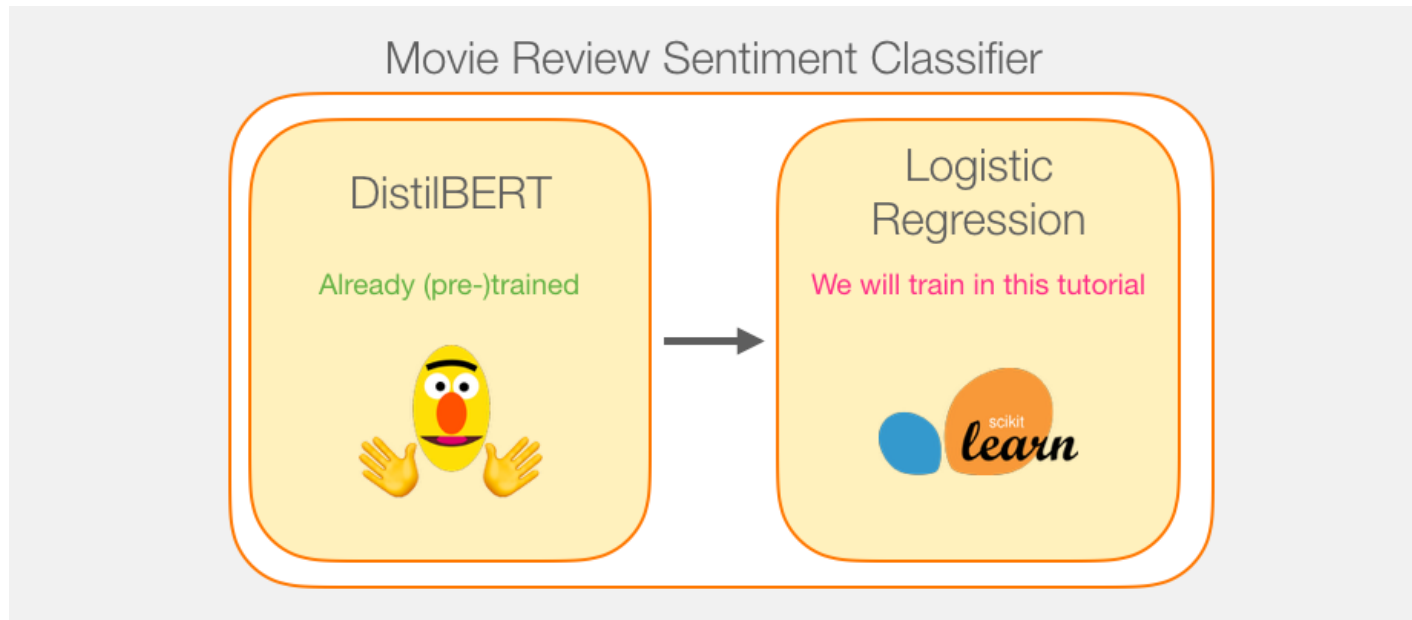 Movie Review Sentiment Classifier
DistilBERT
Already (pre-)trained
Logistic
Regression
We will train in this tutorial
scikit
learn